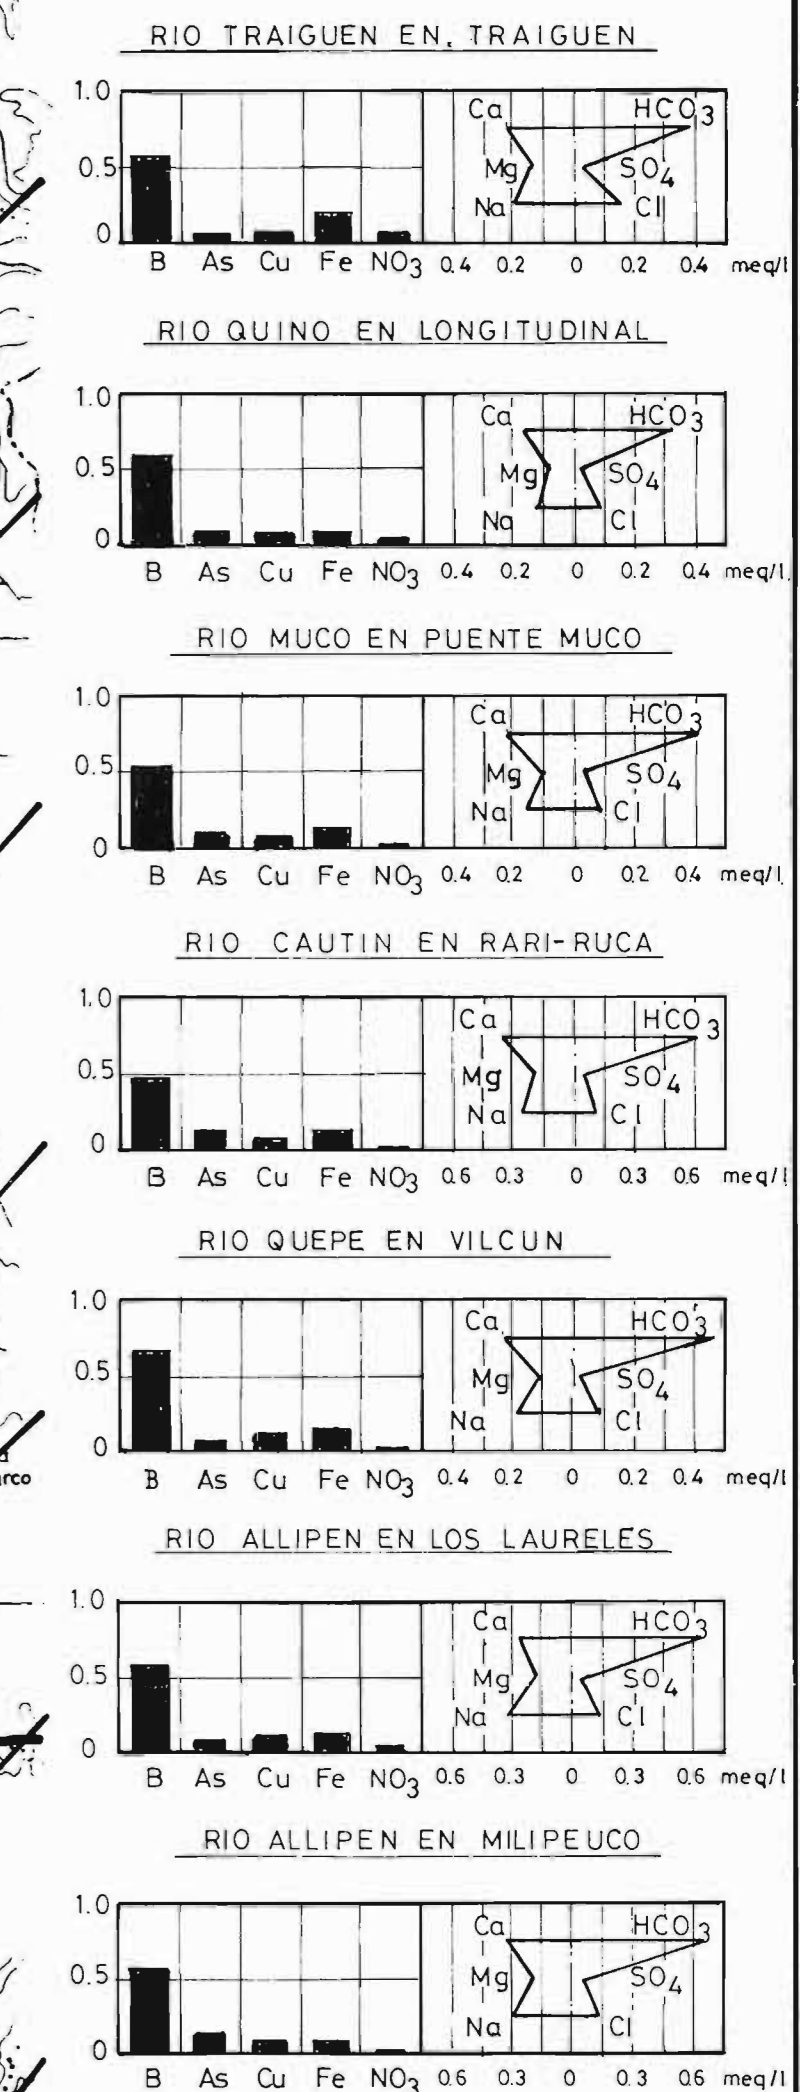 RIO TRAIGUEN EN. TRAIGUEN
1.0 Ca HCO3
0.5 Mg SO4
Na Cl
0
B As Cu Fe NO3 0.4 0.2 0 0.2 0.4 meq/l
RIO QUINO EN LONGITUDINAL
1.0 Ca HCO3
0.5 Mg SO4
Na Cl
0
B As Cu Fe NO3 0.4 0.2 0 0.2 0.4 meq/l.
RIO MUCO EN PUENTE MUCO
1.0 Ca HCO3
0.5 Mg SO4
Na Cl
0
B As Cu Fe NO3 0.4 0.2 0 0.2 0.4 meq/l.
RIO CAUTIN EN RARI-RUCA
1.0 Ca HCO3
0.5 Mg SO4
Na Cl
0
B As Cu Fe NO3 0.6 0.3 0 0.3 0.6 meq/l
RIO QUEPE EN VILCUN
1.0 Ca HCO3
0.5 Mg SO4
Na Cl
0
B As Cu Fe NO3 0.4 0.2 0 0.2 0.4 meq/l
RIO ALLIPEN EN LOS LAURELES
1.0 Ca HCO3
0.5 Mg SO4
Na Cl
0
B As Cu Fe NO3 0.6 0.3 0 0.3 0.6 meq/l
RIO ALLIPEN EN MILIPEUCO
1.0 Ca HCO3
0.5 Mg SO4
Na Cl
0
B As Cu Fe NO3 0.6 0.3 0 0.3 0.6 meq/l